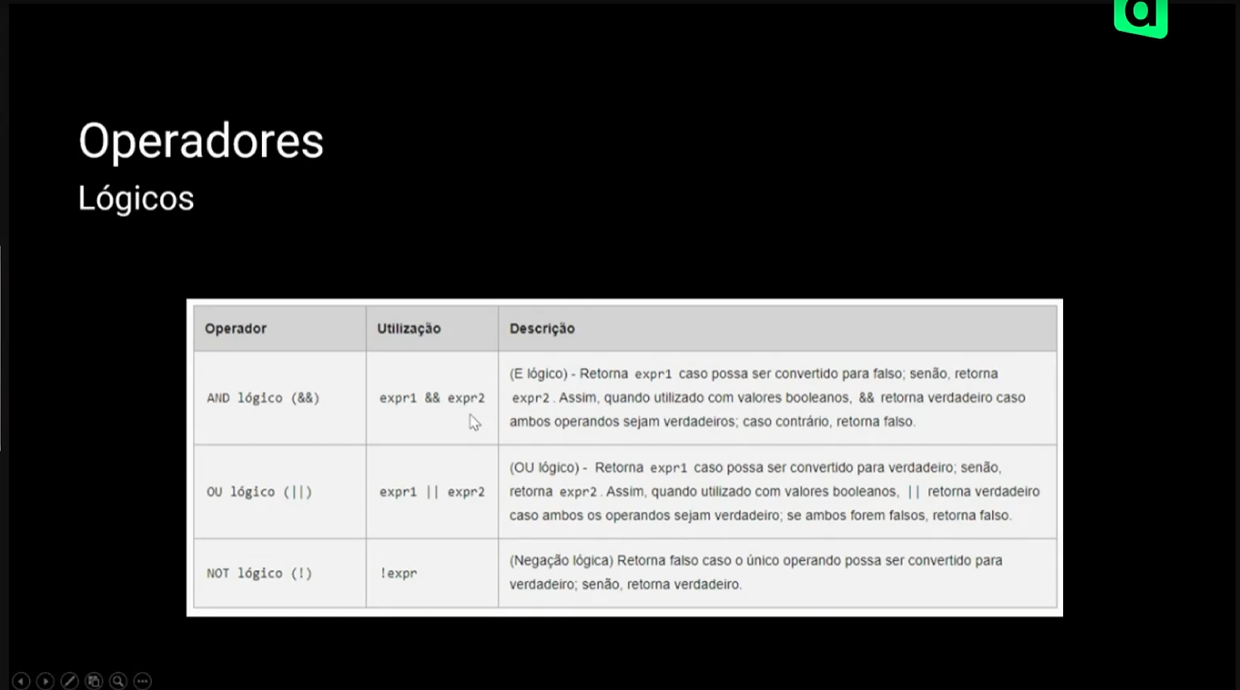 a
Operadores
Lógicos
Operador Utilização Descrição
AND lógico (&&) expr1 && expr2 (E lógico) - Retorna expr1 caso possa ser convertido para falso; senão, retorna
expr2. Assim, quando utilizado com valores booleanos, && retorna verdadeiro caso
ambos operandos sejam verdadeiros; caso contrário, retorna falso.
OU lógico (||) expr1 || expr2 (OU lógico) - Retorna expr1 caso possa ser convertido para verdadeiro; senão,
retorna expr2. Assim, quando utilizado com valores booleanos, || retorna verdadeiro
caso ambos os operandos sejam verdadeiro; se ambos forem falsos, retorna falso.
NOT lógico (!) !expr (Negação lógica) Retorna falso caso o único operando possa ser convertido para
verdadeiro; senão, retorna verdadeiro.